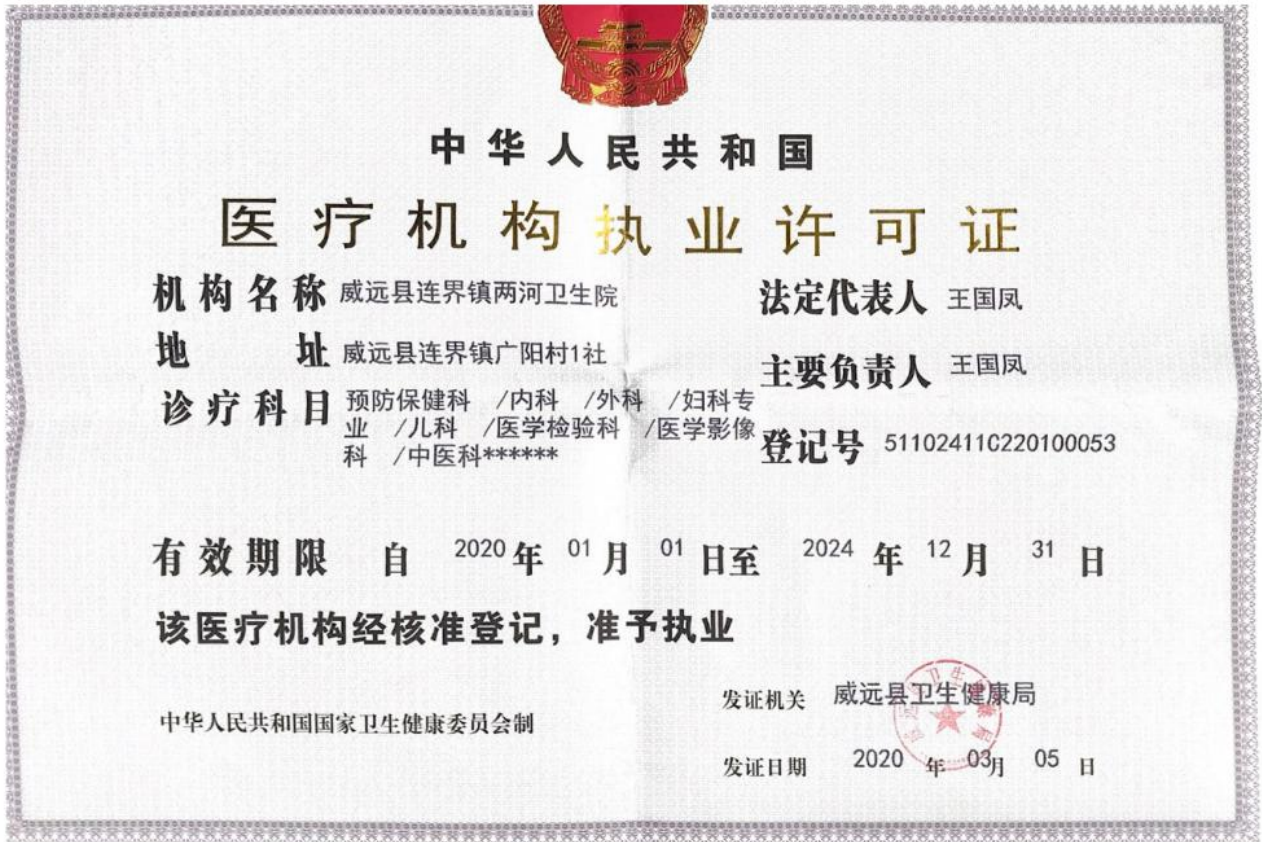 中华人民共和国
医疗机构执业许可证
机构名称 威远县连界镇两河卫生院
法定代表人 王国凤
地 址 威远县连界镇广阳村1社
主要负责人 王国凤
诊疗科目 预防保健科 /内科 /外科 /妇科专
业 /儿科 /医学检验科 /医学影像
科 /中医科******
登记号 51102411C220100053
有效期限 自 2020 年 01 月 01 日至 2024 年 12 月 31 日
该医疗机构经核准登记，准予执业
发证机关 威远县卫生健康局
中华人民共和国国家卫生健康委员会制
发证日期 2020 年 03月 05 日